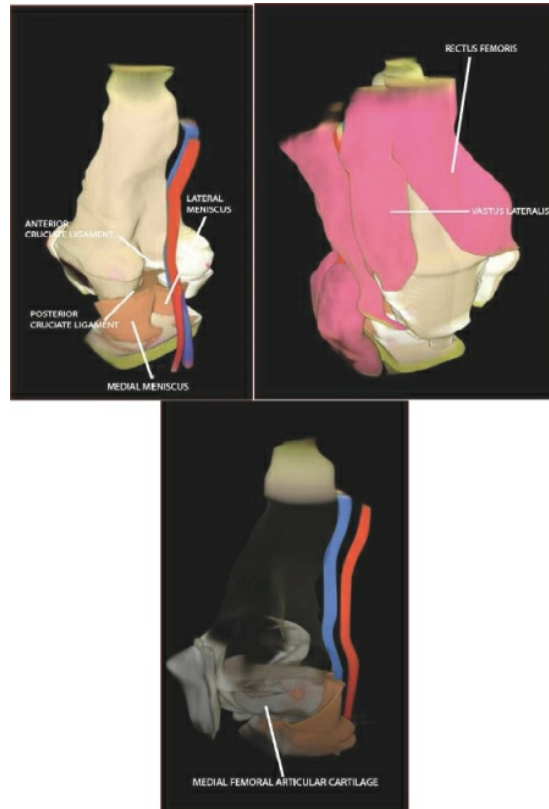 LATERAL
MENISCUS
ANTERIOR
CRUCIATE LIGAMENT
POSTERIOR
CRUCIATE LIGAMENT
MEDIAL MENISCUS
RECTUS FEMORIS
VASTUS LATERALIS
MEDIAL FEMORAL ARTICULAR CARTILAGE